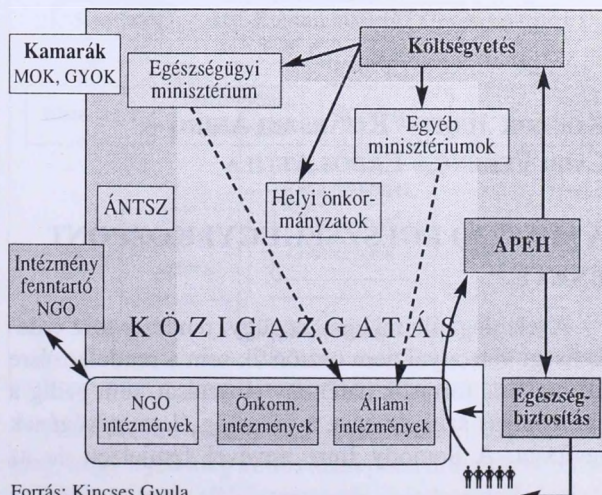 Kamarák
MOK, GYOK
Egészségügyi
minisztérium
Költségvetés
Egyéb
minisztériumok
Helyi önkor-
mányzatok
ÁNTSZ
Intézmény
fenntartó
NGO
APEH
KÖZIGAZGATÁS
NGO
intézmények
Önkorm.
intézmények
Állami
intézmények
Egészség-
biztosítás
Forrás: Kincses Gyula